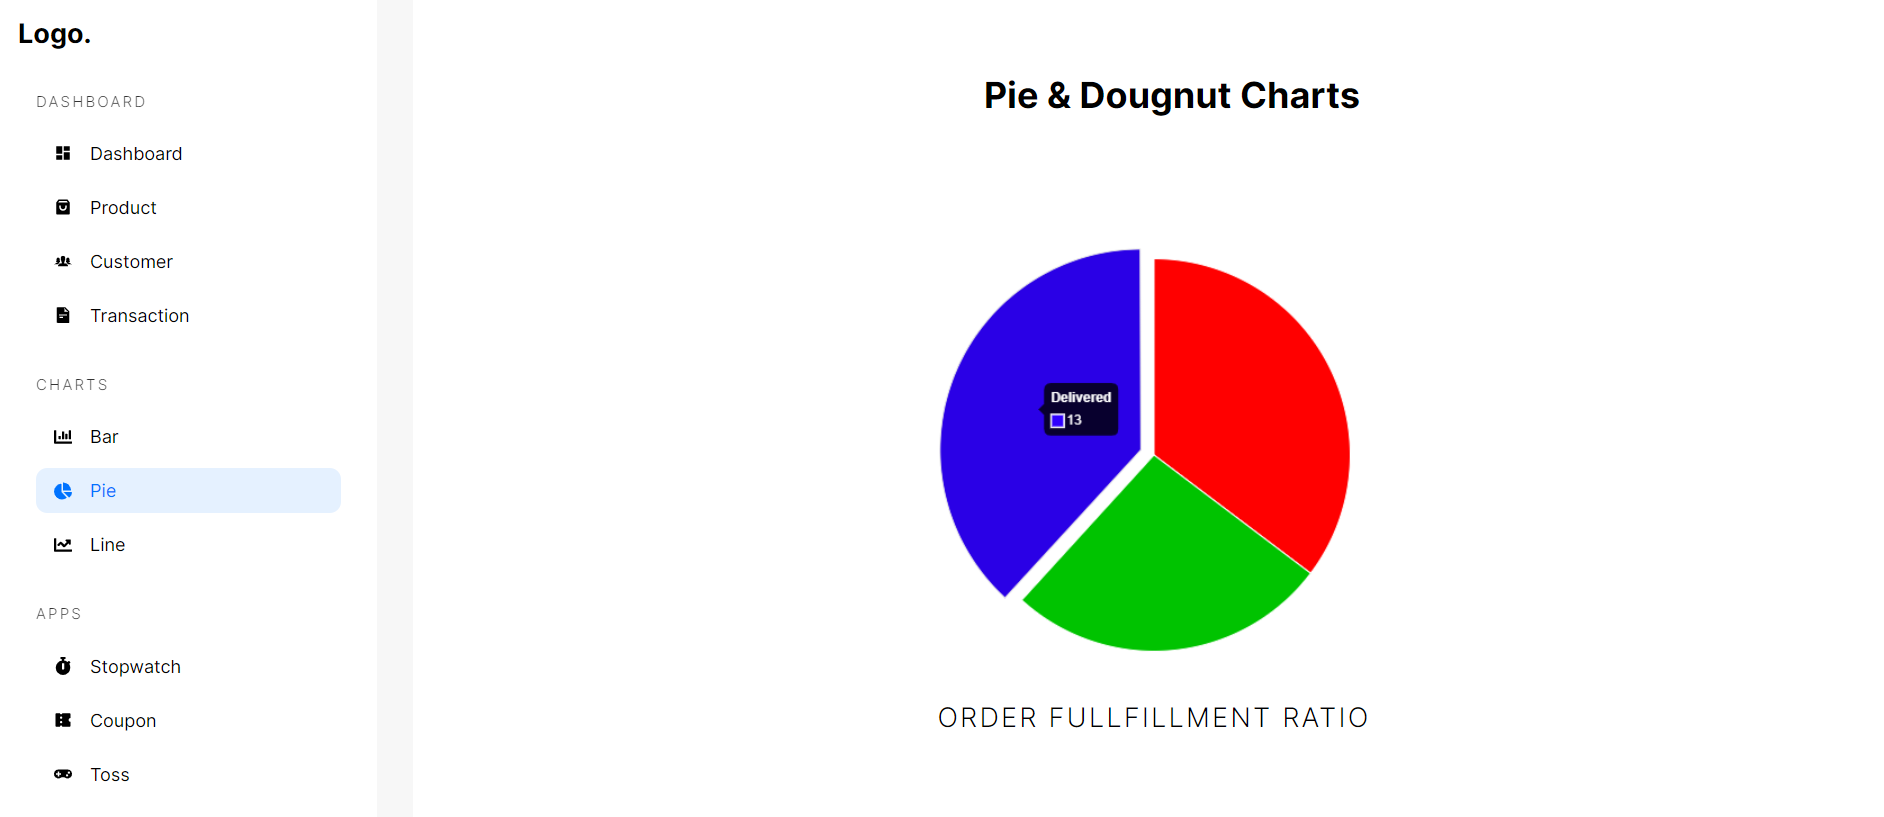 Logo.
DASHBOARD
Dashboard
Product
Customer
Transaction
CHARTS
Bar
Pie
Line
APPS
Stopwatch
Coupon
Toss
Pie & Dougnut Charts
Delivered
13
ORDER FULLFILLMENT RATIO